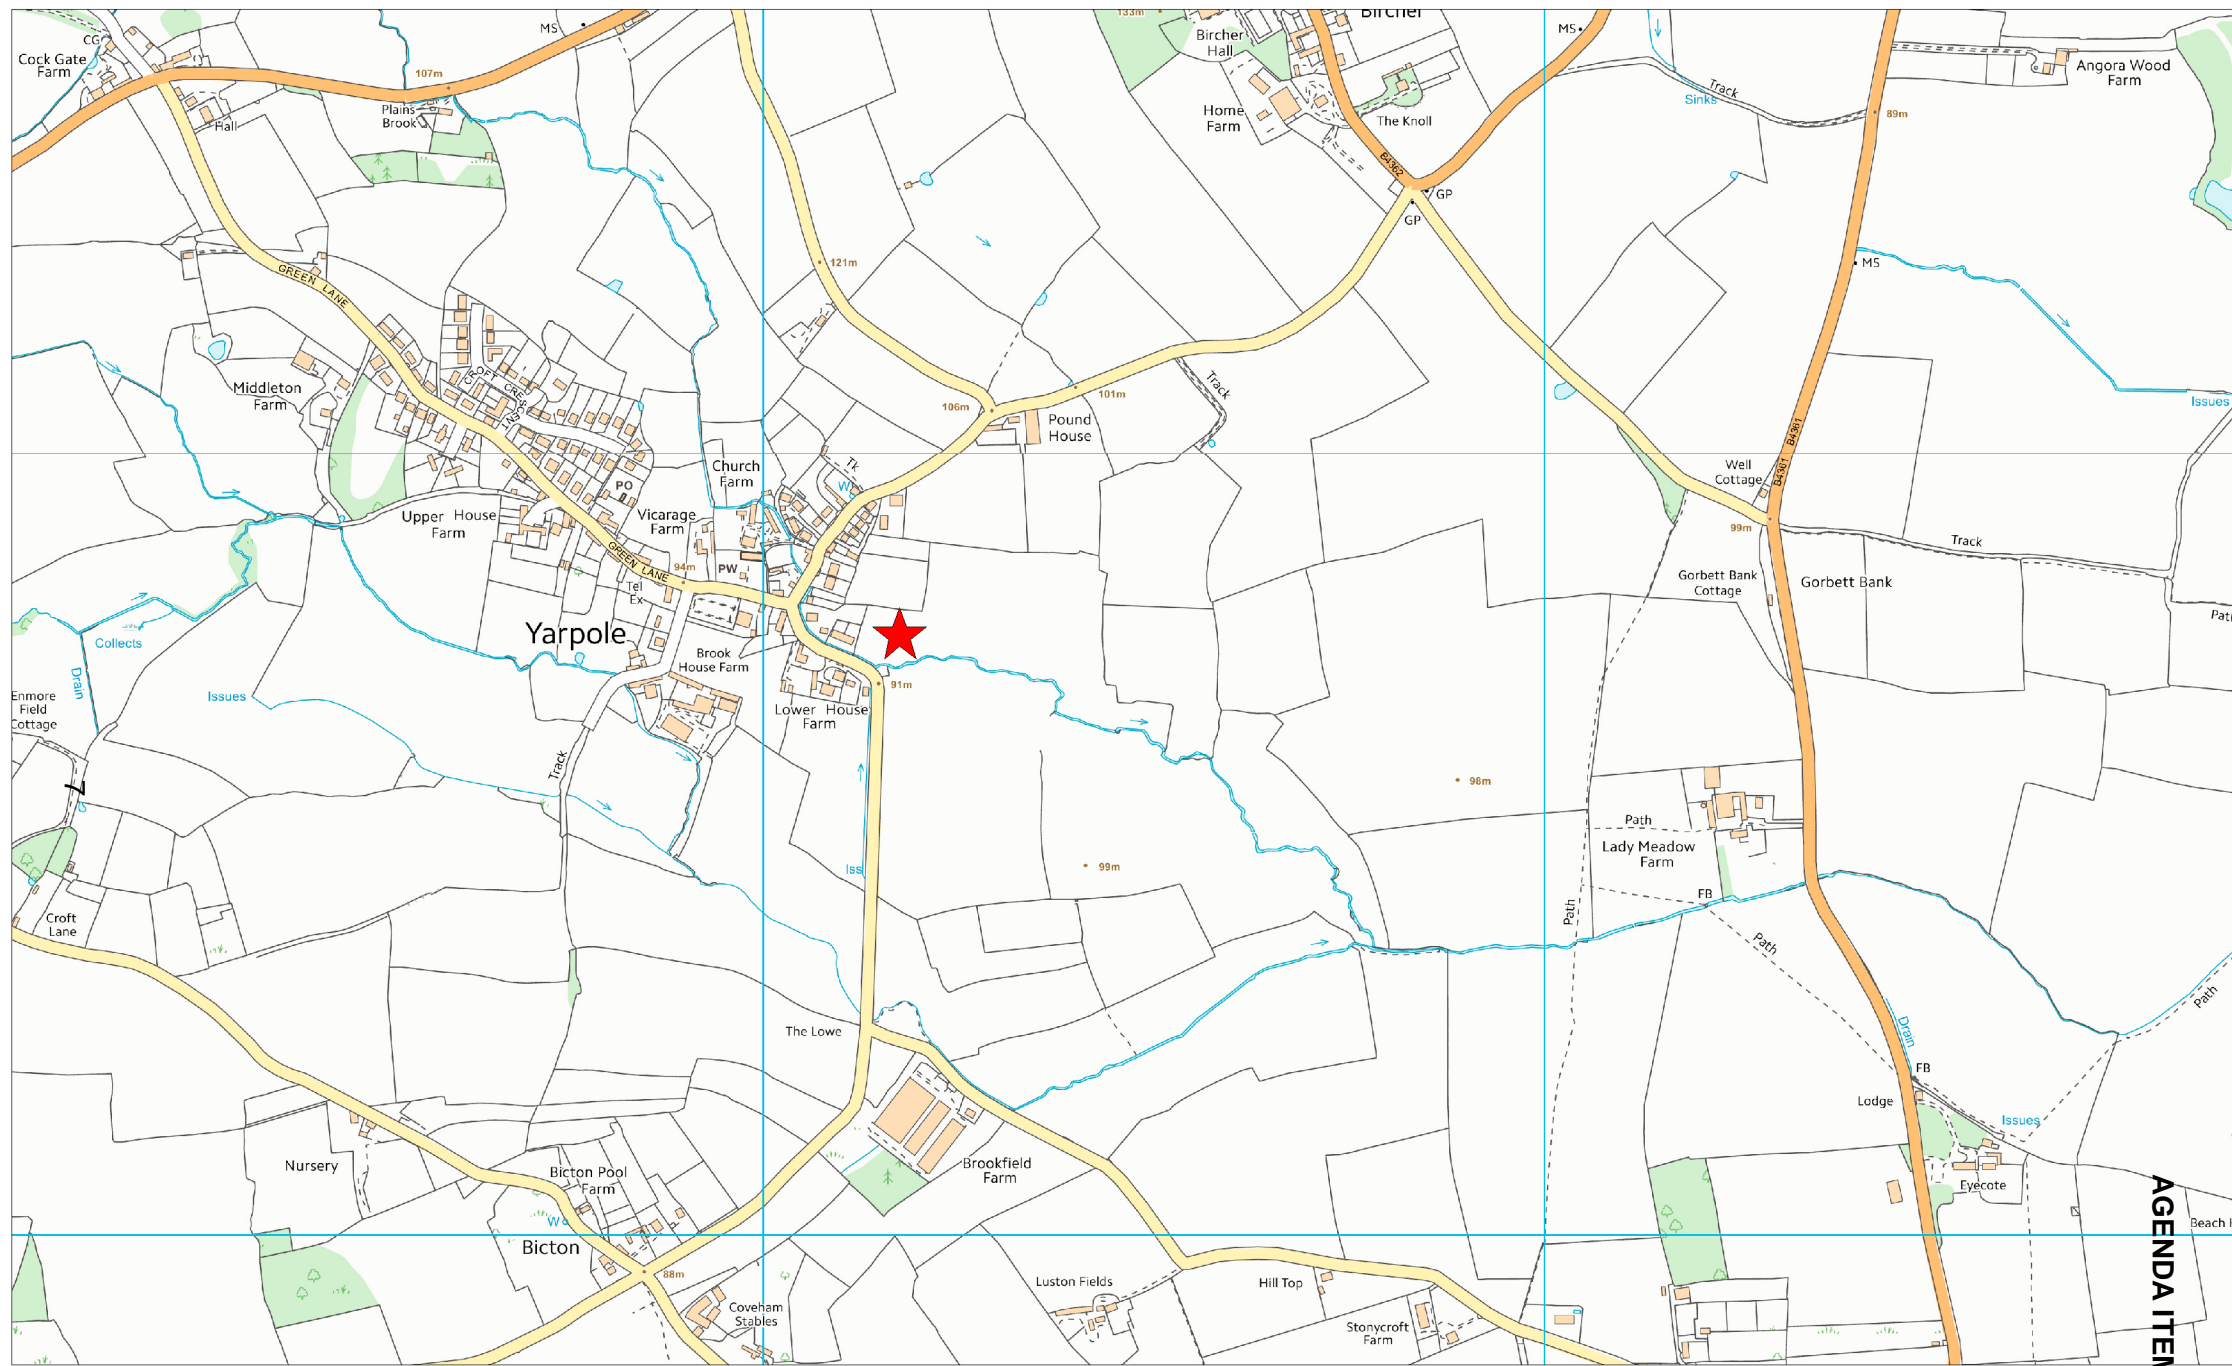 133m
Bircher
Bircher
Hall
MS
MS
CG
Cock Gate
Farm
107m
Plains
Brook
Hall
Home
Farm
The Knoll
B4362
GP
GP
Track
Sinks
89m
Angora Wood
Farm
MS
121m
GREEN LANE
Middleton
Farm
CROFT CRESCENT
106m
101m
Pound
House
Track
Issues
B4361
B4361
Well
Cottage
99m
Track
Church
Farm
Tk
W
PO
Vicarage
Farm
Upper House
Farm
GREEN LANE
94m
PW
Tel
Ex
Yarpole
Brook
House Farm
91m
Lower House
Farm
Gorbett Bank
Cottage
Gorbett Bank
Collects
Drain
Issues
Enmore
Field
Cottage
7
Track
98m
99m
Iss
Path
Lady Meadow
Farm
FB
Path
Path
Path
Croft
Lane
The Lowe
Drain
FB
Lodge
Issues
Eyecote
Nursery
Bicton Pool
Farm
W
Bicton
88m
Brookfield
Farm
Coveham
Stables
Luston Fields
Hill Top
Stonycroft
Farm
AGENDA ITEM